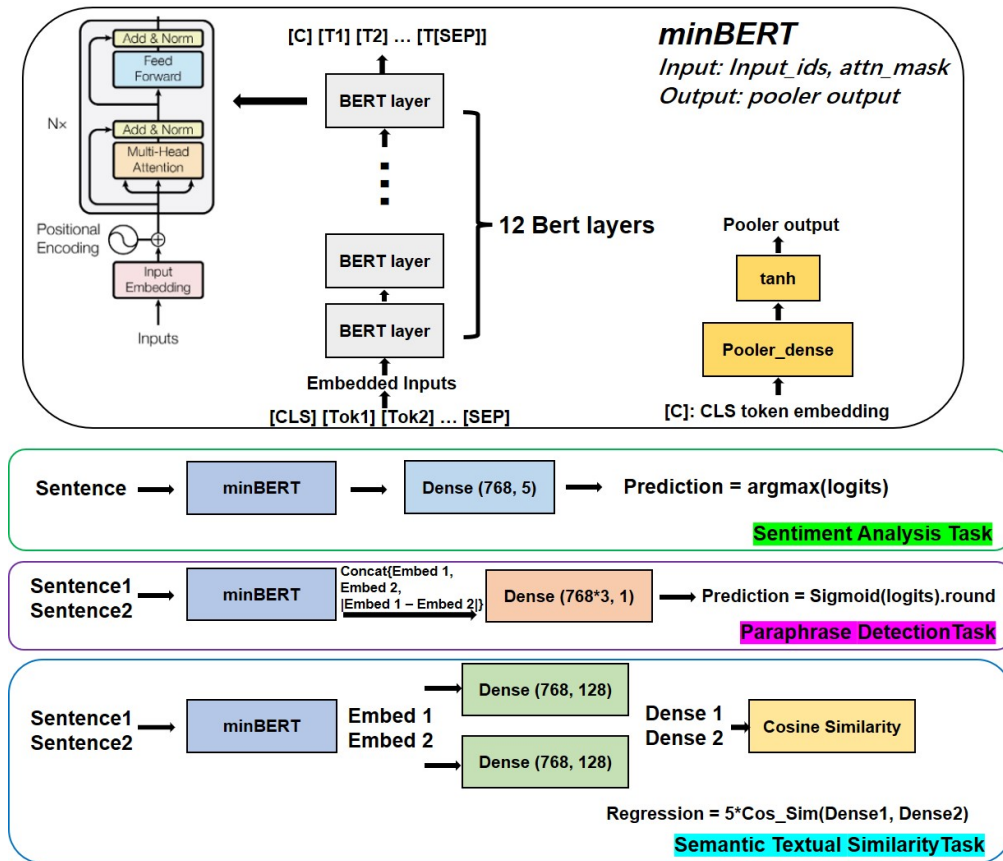 minBERT
Input: Input_ids, attn_mask
Output: pooler output
Add & Norm
Feed
Forward
N×
Add & Norm
Multi-Head
Attention
Positional
Encoding
Input
Embedding
Inputs
[C] [T1] [T2] ... [T[SEP]]
BERT layer
BERT layer
BERT layer
Embedded Inputs
[CLS] [Tok1] [Tok2] ... [SEP]
12 Bert layers
Pooler output
tanh
Pooler_dense
[C]: CLS token embedding
Sentence
minBERT
Dense (768, 5)
Prediction = argmax(logits)
Sentiment Analysis Task
Sentence1
Sentence2
minBERT
Concat{Embed 1,
Embed 2,
|Embed 1 – Embed 2|}
Dense (768*3, 1)
Prediction = Sigmoid(logits).round
Paraphrase DetectionTask
Sentence1
Sentence2
minBERT
Embed 1
Embed 2
Dense (768, 128)
Dense (768, 128)
Dense 1
Dense 2
Cosine Similarity
Regression = 5*Cos_Sim(Dense1, Dense2)
Semantic Textual SimilarityTask